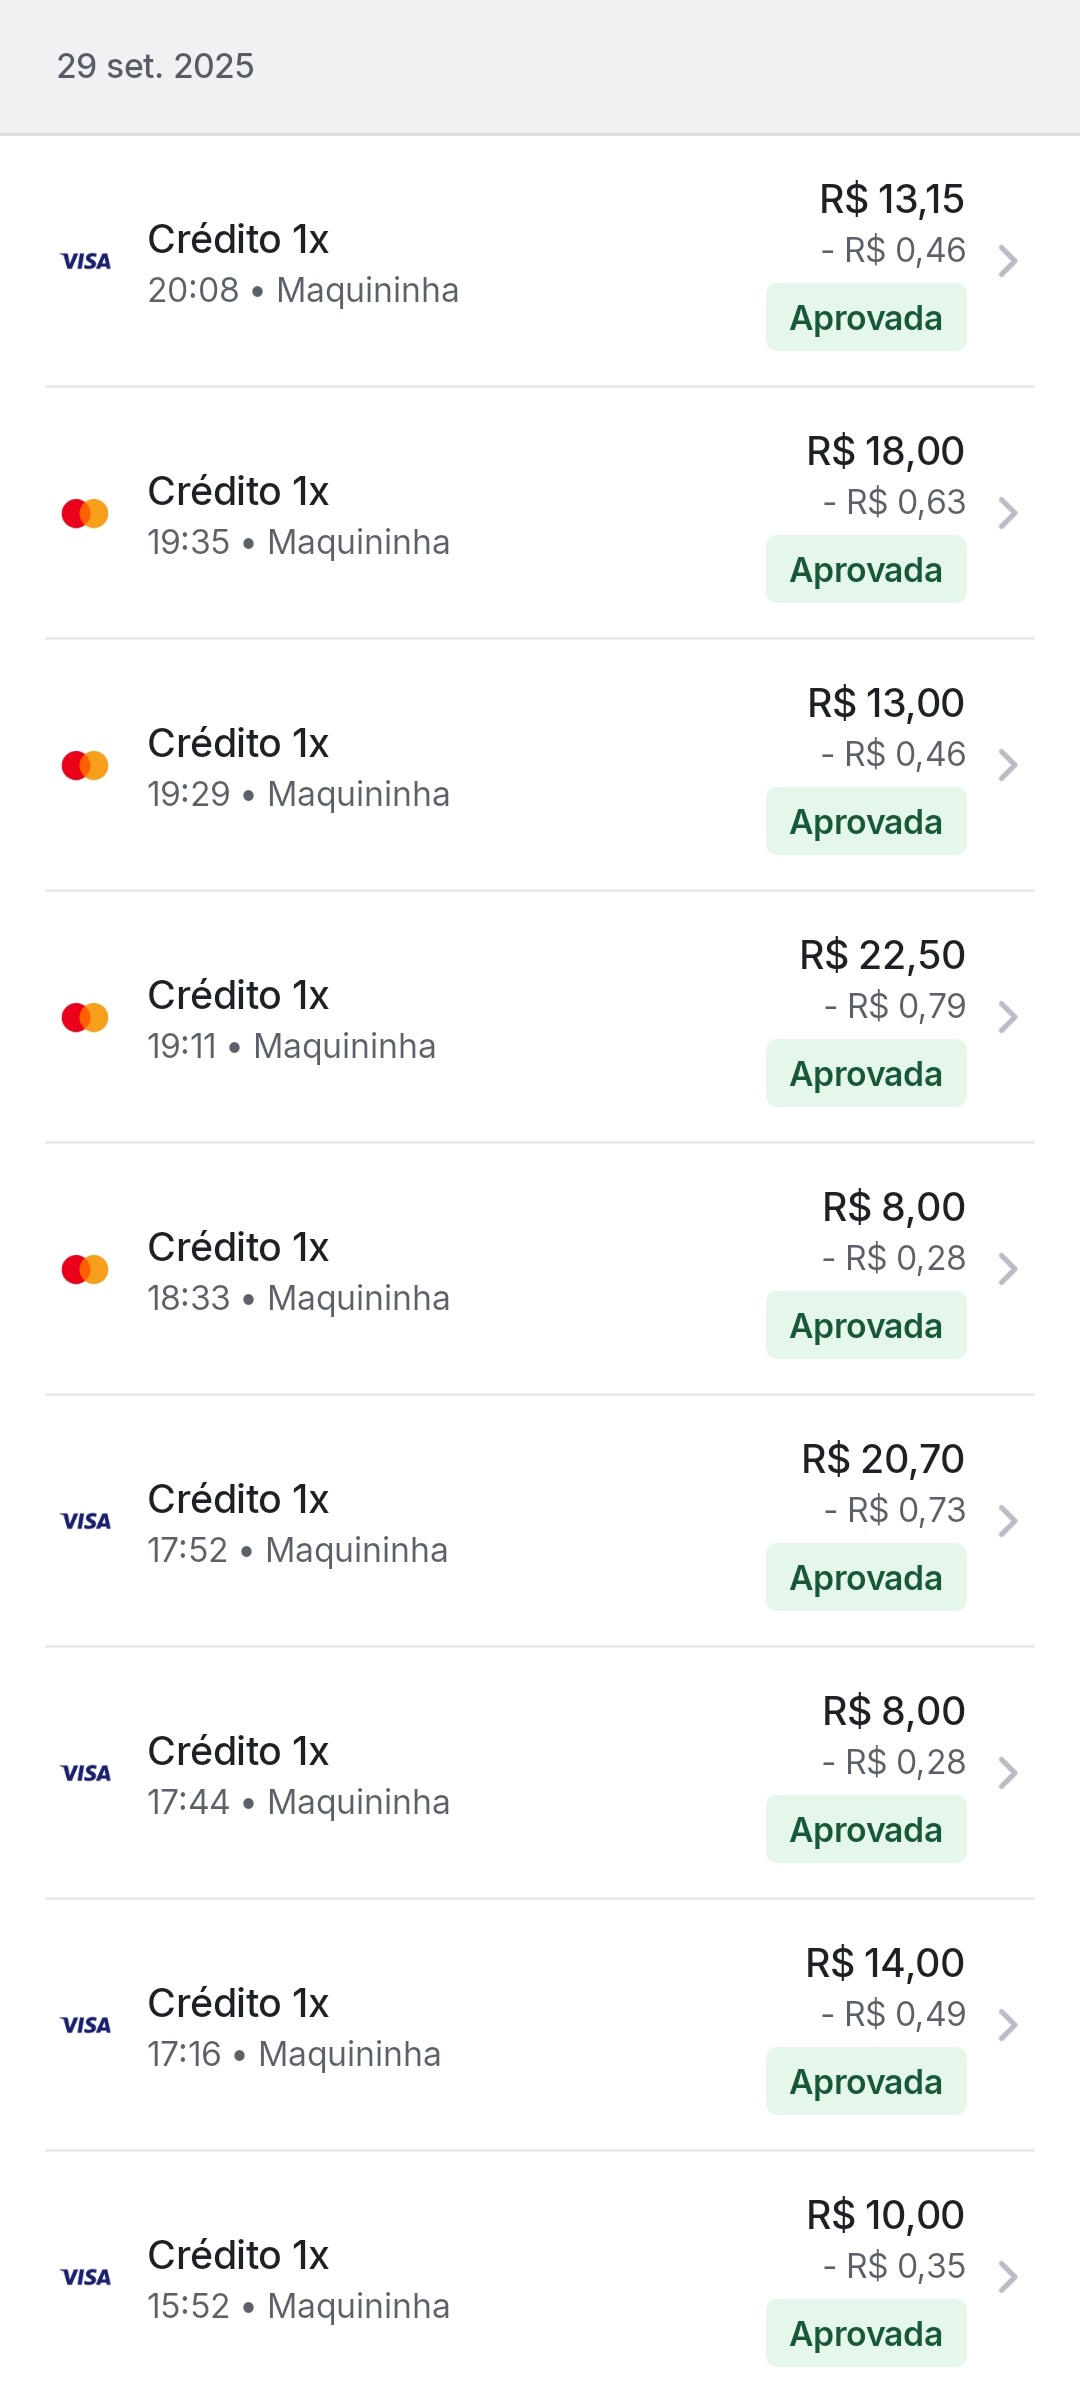 29 set. 2025
VISA
Crédito 1x
20:08 • Maquininha
R$ 13,15
- R$ 0,46
Aprovada
Crédito 1x
19:35 • Maquininha
R$ 18,00
- R$ 0,63
Aprovada
Crédito 1x
19:29 • Maquininha
R$ 13,00
- R$ 0,46
Aprovada
Crédito 1x
19:11 • Maquininha
R$ 22,50
- R$ 0,79
Aprovada
Crédito 1x
18:33 • Maquininha
R$ 8,00
- R$ 0,28
Aprovada
VISA
Crédito 1x
17:52 • Maquininha
R$ 20,70
- R$ 0,73
Aprovada
VISA
Crédito 1x
17:44 • Maquininha
R$ 8,00
- R$ 0,28
Aprovada
VISA
Crédito 1x
17:16 • Maquininha
R$ 14,00
- R$ 0,49
Aprovada
VISA
Crédito 1x
15:52 • Maquininha
R$ 10,00
- R$ 0,35
Aprovada